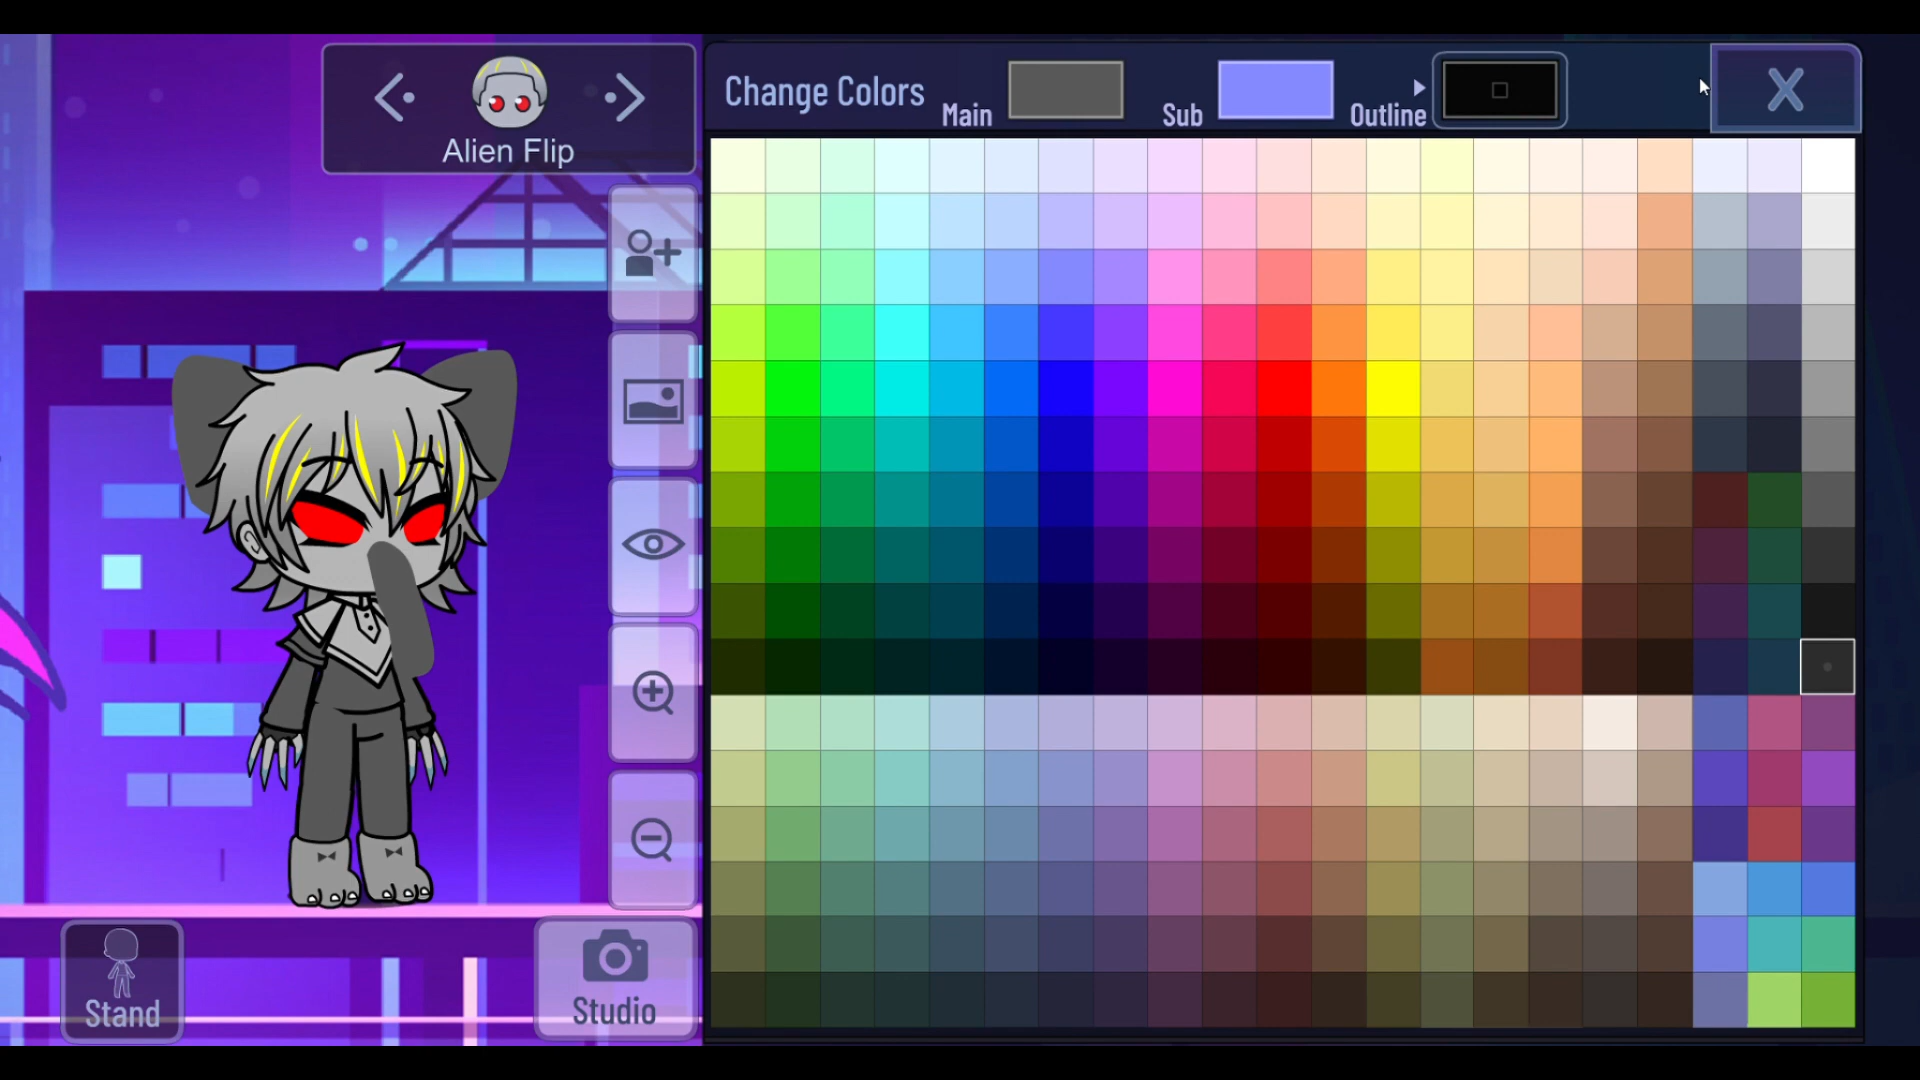 Alien Flip
Change Colors
Main
Sub
Outline
X
Stand
Studio